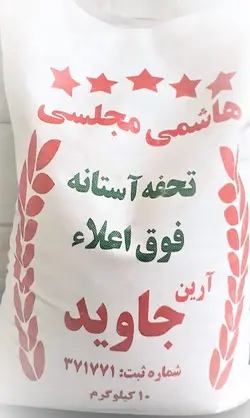 هاشمی مجلسی
تحفه آستانه
فوق اعلاء
آرین
جاوید
شماره ثبت: ۳۷۱۷۷۱
۱۰ کیلوگرم